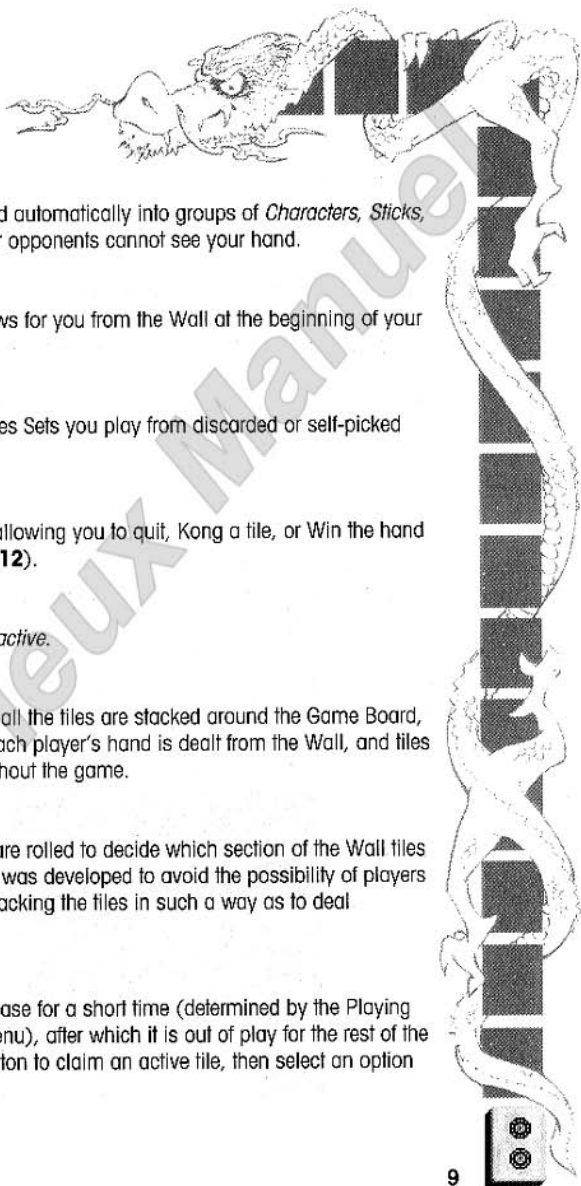 d automatically into groups of Characters, Sticks,
r opponents cannot see your hand.
ws for you from the Wall at the beginning of your
es Sets you play from discarded or self-picked
allowing you to quit, Kong a tile, or Win the hand
12).
active.
all the tiles are stacked around the Game Board,
ach player's hand is dealt from the Wall, and tiles
hout the game.
are rolled to decide which section of the Wall tiles
was developed to avoid the possibility of players
acking the tiles in such a way as to deal
ase for a short time (determined by the Playing
enu), after which it is out of play for the rest of the
ton to claim an active tile, then select an option
9
ieux Manuel